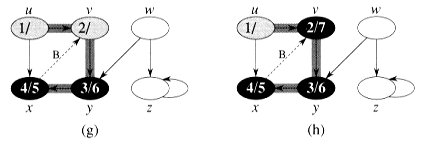 u v w
1/ 2/
B
4/5 3/6
x y z
(g)
u v w
1/ 2/7
B
4/5 3/6
x y z
(h)